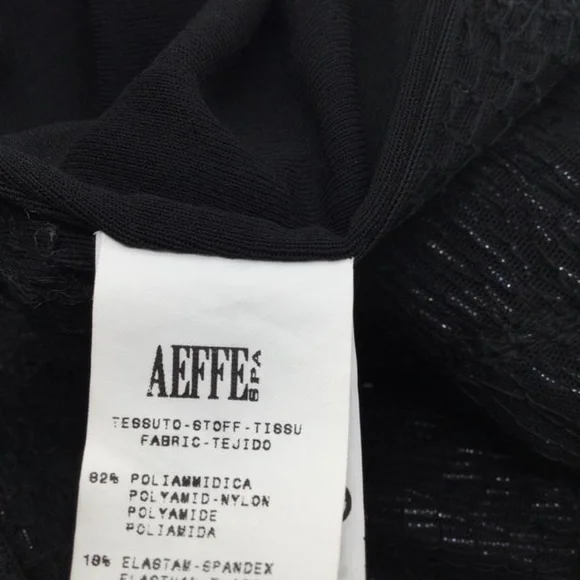 AEFFE SPA
TESSUTO-STOFF-TISSU
FABRIC-TEJIDO
82% POLIAMMIDICA
POLYAMID-NYLON
POLYAMIDE
POLIAMIDA
18% ELASTAM-SPANDEX